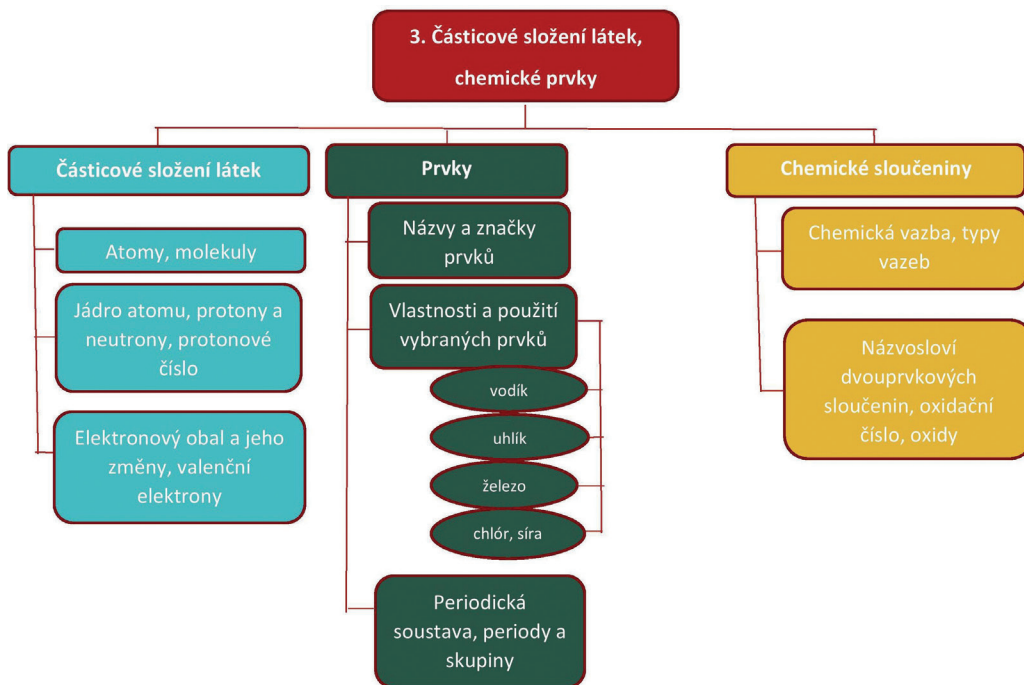 3. Částicové složení látek,
chemické prvky
Částicové složení látek
Atomy, molekuly
Jádro atomu, protony a
neutrony, protonové
číslo
Elektronový obal a jeho
změny, valenční
elektrony
Prvky
Názvy a značky
prvků
Vlastnosti a použití
vybraných prvků
vodík
uhlík
železo
chlór, síra
Periodická
soustava, periody a
skupiny
Chemické sloučeniny
Chemická vazba, typy
vazeb
Názvosloví
dvouprvkových
sloučenin, oxidační
číslo, oxidy